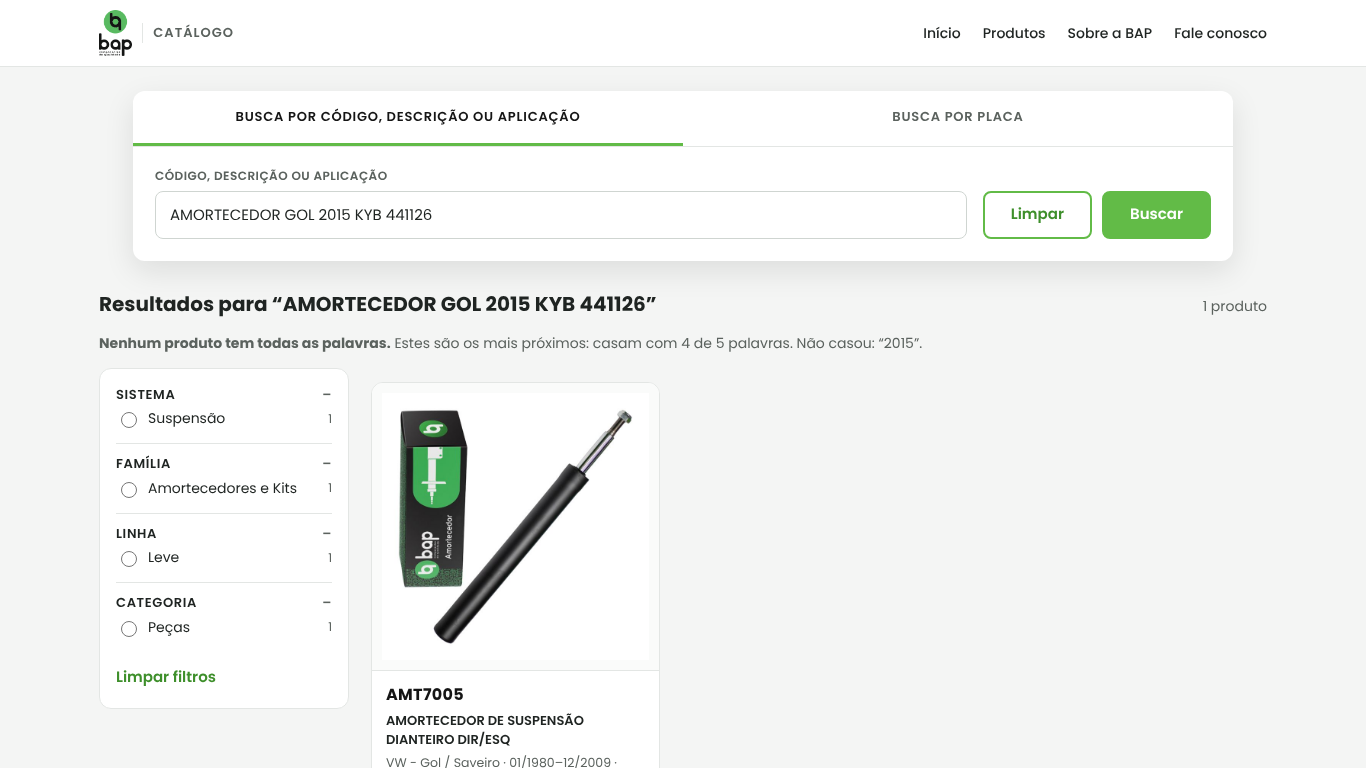 bap
CATÁLOGO
Início
Produtos
Sobre a BAP
Fale conosco
BUSCA POR CÓDIGO, DESCRIÇÃO OU APLICAÇÃO
BUSCA POR PLACA
CÓDIGO, DESCRIÇÃO OU APLICAÇÃO
AMORTECEDOR GOL 2015 KYB 441126
Limpar
Buscar
Resultados para “AMORTECEDOR GOL 2015 KYB 441126”
1 produto
Nenhum produto tem todas as palavras. Estes são os mais próximos: casam com 4 de 5 palavras. Não casou: “2015”.
SISTEMA −
Suspensão 1
FAMÍLIA −
Amortecedores e Kits 1
LINHA −
Leve 1
CATEGORIA −
Peças 1
Limpar filtros
bap
Amortecedor
AMT7005
AMORTECEDOR DE SUSPENSÃO
DIANTEIRO DIR/ESQ
VW - Gol / Saveiro · 01/1980–12/2009 ·